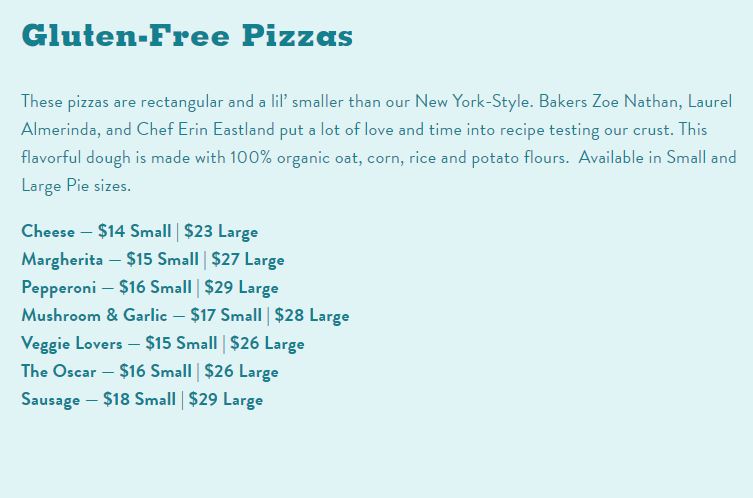 Gluten-Free Pizzas
These pizzas are rectangular and a lil’ smaller than our New York-Style. Bakers Zoe Nathan, Laurel
Almerinda, and Chef Erin Eastland put a lot of love and time into recipe testing our crust. This
flavorful dough is made with 100% organic oat, corn, rice and potato flours.  Available in Small and
Large Pie sizes.
Cheese — $14 Small | $23 Large
Margherita — $15 Small | $27 Large
Pepperoni — $16 Small | $29 Large
Mushroom & Garlic — $17 Small | $28 Large
Veggie Lovers — $15 Small | $26 Large
The Oscar — $16 Small | $26 Large
Sausage — $18 Small | $29 Large